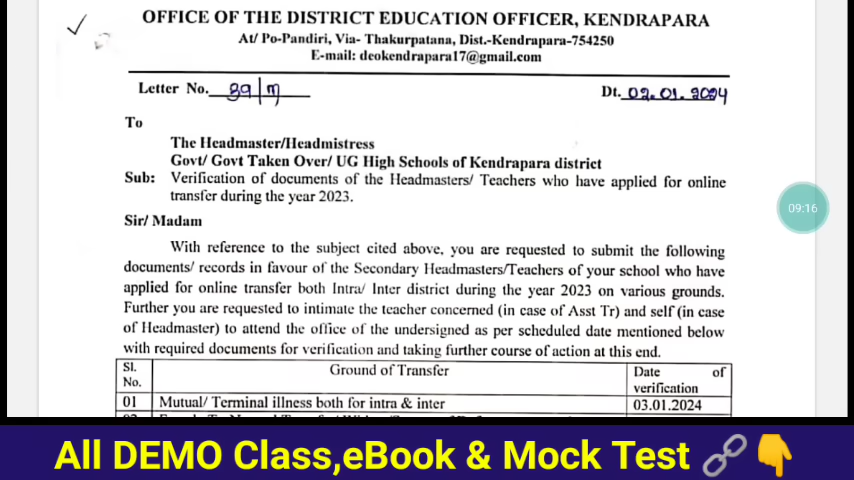 OFFICE OF THE DISTRICT EDUCATION OFFICER, KENDRAPARA
At/ Po-Pandiri, Via- Thakurpatana, Dist.-Kendrapara-754250
E-mail: deokendrapara17@gmail.com
Letter No.
Dt. 02.01.2024
To
The Headmaster/Headmistress
Govt/ Govt Taken Over/ UG High Schools of Kendrapara district
Sub: Verification of documents of the Headmasters/ Teachers who have applied for online
transfer during the year 2023.
Sir/ Madam
With reference to the subject cited above, you are requested to submit the following
documents/ records in favour of the Secondary Headmasters/Teachers of your school who have
applied for online transfer both Intra/ Inter district during the year 2023 on various grounds.
Further you are requested to intimate the teacher concerned (in case of Asst Tr) and self (in case
of Headmaster) to attend the office of the undersigned as per scheduled date mentioned below
with required documents for verification and taking further course of action at this end.
Sl. No. Ground of Transfer Date of verification
01 Mutual/ Terminal illness both for intra & inter 03.01.2024
09:16
All DEMO Class,eBook & Mock Test